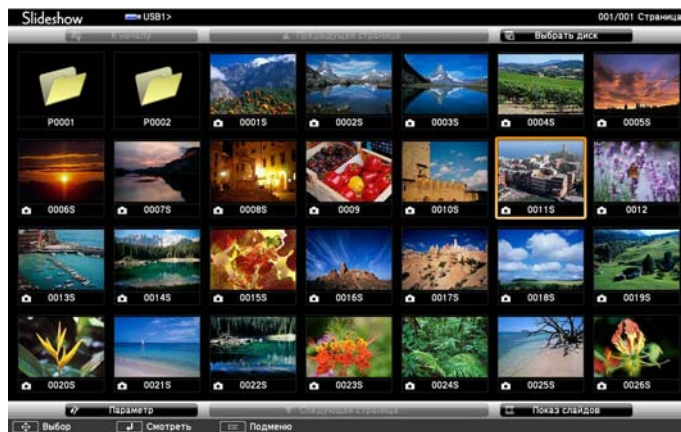 Slideshow USB1> 001/001 Страница
К началу Предыдущая страница Выбрать диск
P0001 P0002 0001S 0002S 0003S 0004S 0005S
0006S 0007S 0008S 0009 0010S 0011S 0012
0013S 0014S 0015S 0016S 0017S 0018S 0019S
0020S 0021S 0022S 0023S 0024S 0025S 0026S
Параметр Следующая страница Показ слайдов
Выбор Смотреть Esc Подменю